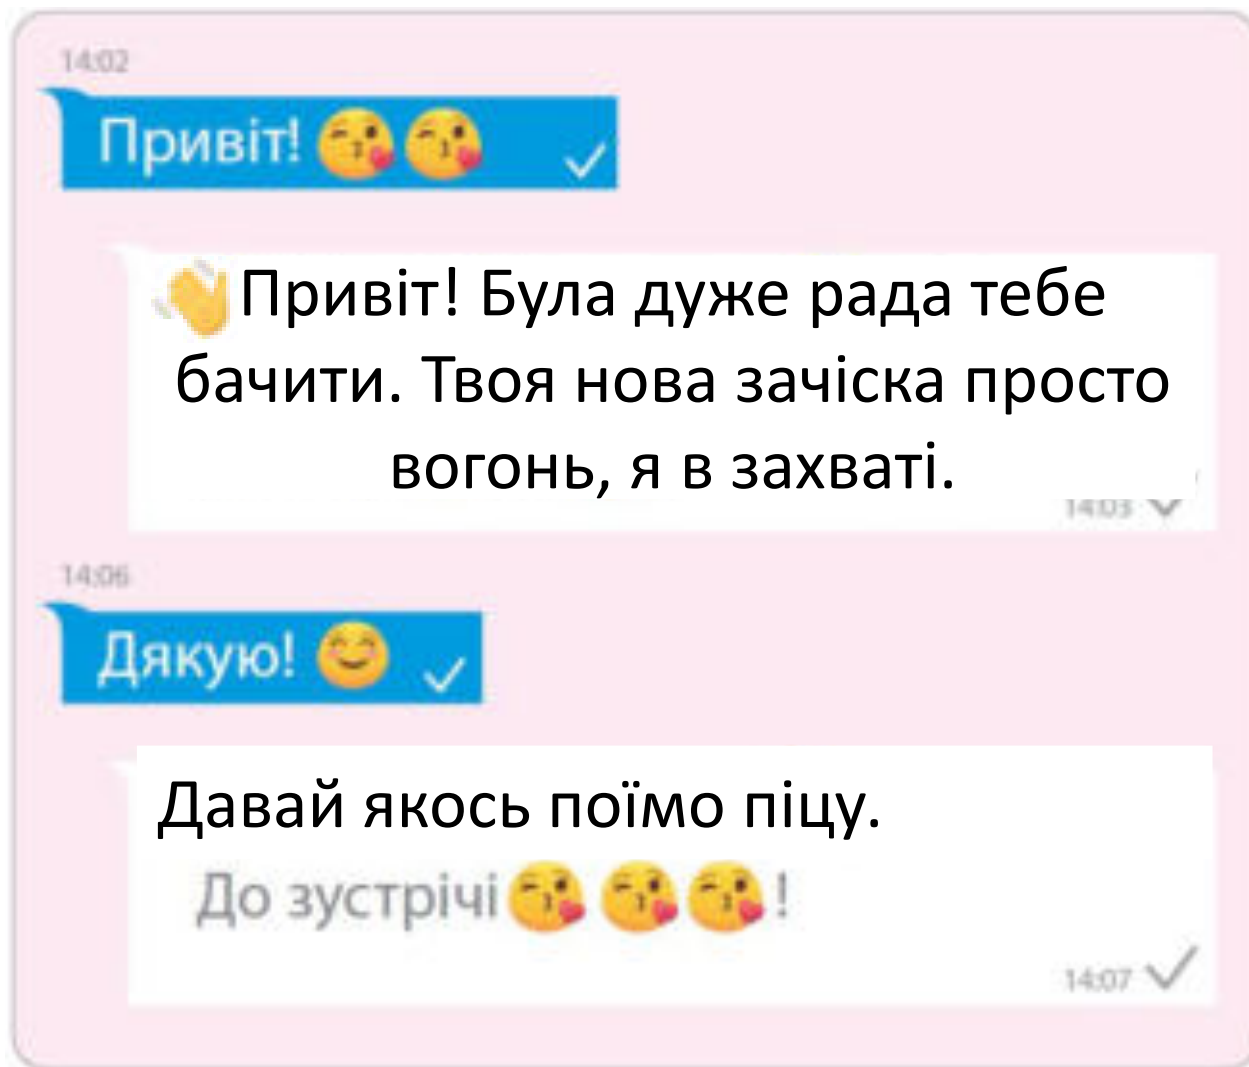 14:02
Привіт! 😘😘
👋Привіт! Була дуже рада тебе
бачити. Твоя нова зачіска просто
вогонь, я в захваті.
14:03
14:06
Дякую! 😊
Давай якось поїмо піцу.
До зустрічі😘😘😘!
14:07